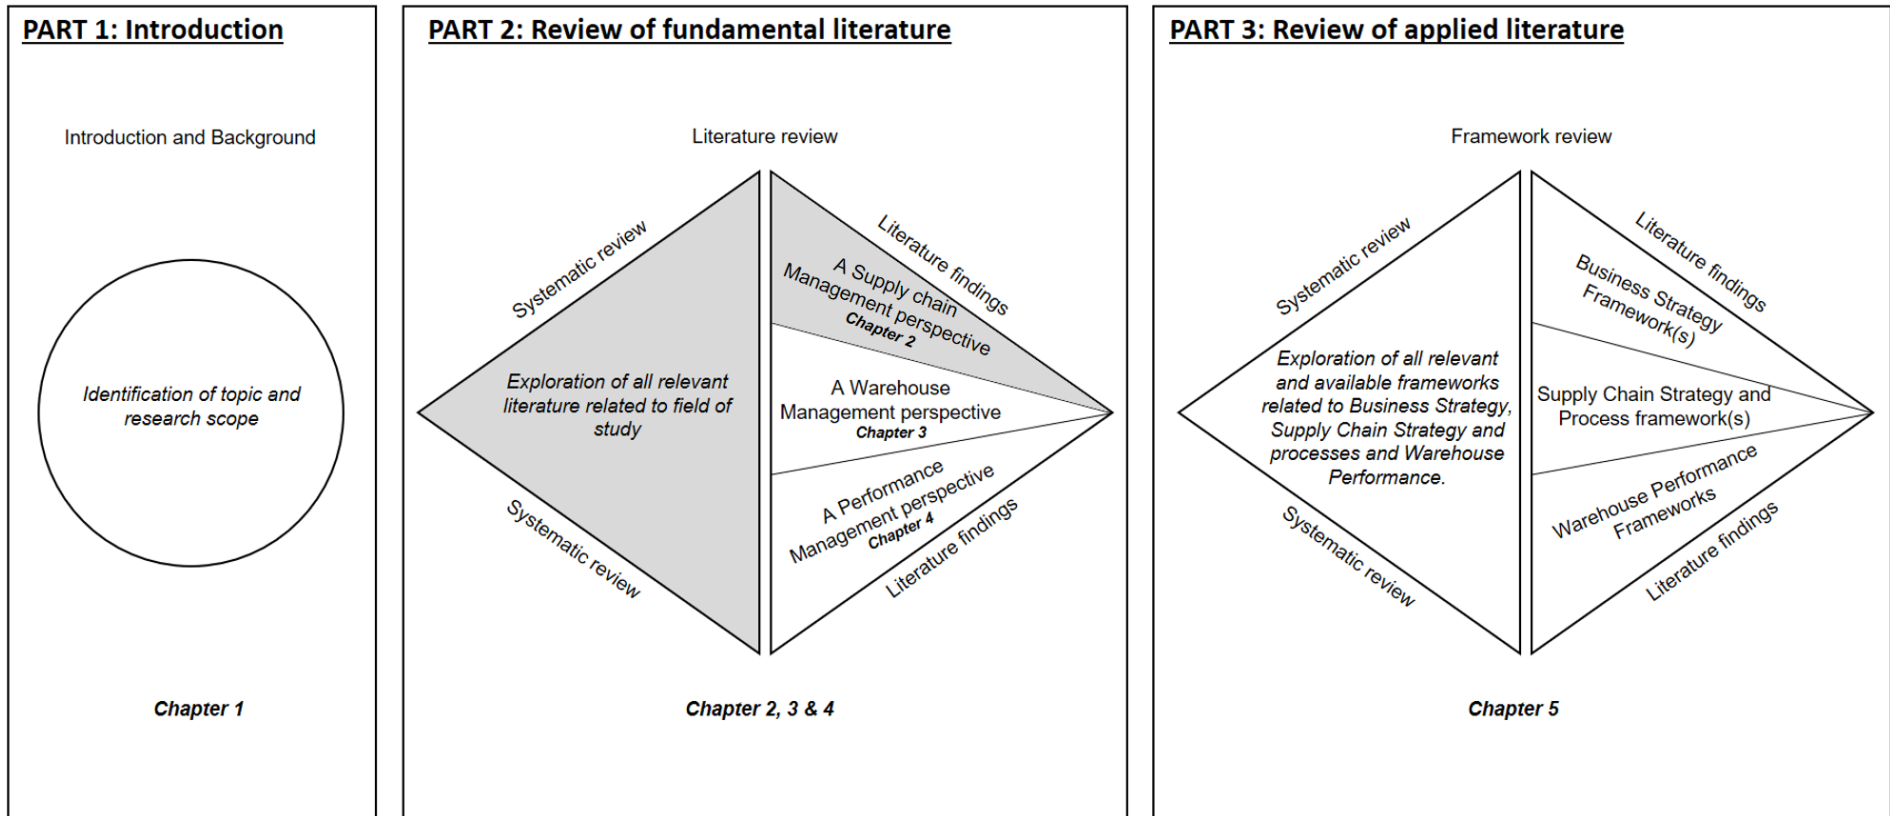 PART 1: Introduction
Introduction and Background
Identification of topic and
research scope
Chapter 1
PART 2: Review of fundamental literature
Literature review
Systematic review
Literature findings
Exploration of all relevant
literature related to field of
study
A Supply chain
Management perspective
Chapter 2
A Warehouse
Management perspective
Chapter 3
A Performance
Management perspective
Chapter 4
Systematic review
Literature findings
Chapter 2, 3 & 4
PART 3: Review of applied literature
Framework review
Systematic review
Literature findings
Exploration of all relevant
and available frameworks
related to Business Strategy,
Supply Chain Strategy and
processes and Warehouse
Performance.
Business Strategy
Framework(s)
Supply Chain Strategy and
Process framework(s)
Warehouse Performance
Frameworks
Systematic review
Literature findings
Chapter 5